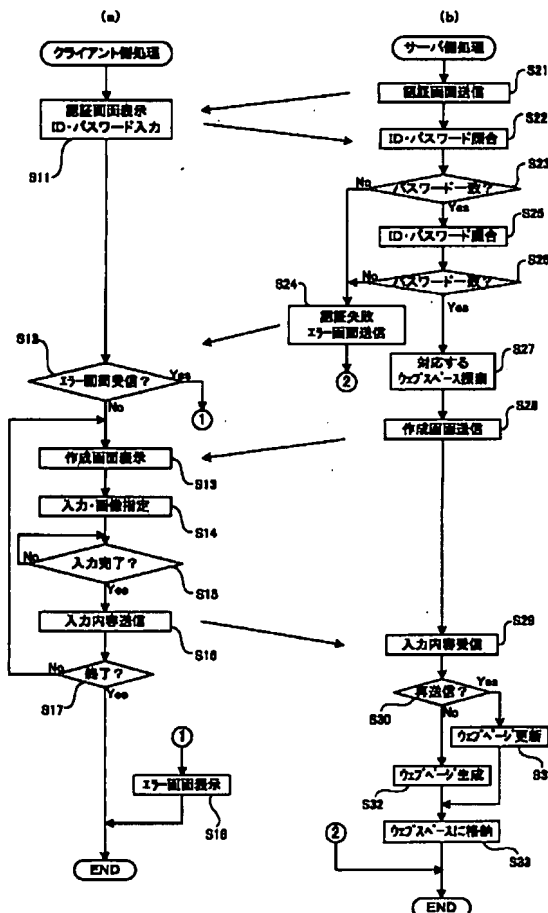 (a)
クライアント側処理
認証画面表示
ID・パスワード入力
S11
S12
エラー画面受信？
Yes
No
①
作成画面表示
S13
入力・画像指定
S14
No
入力完了？
Yes
S15
入力内容送信
S16
No
終了？
Yes
S17
①
エラー画面表示
S18
END
(b)
サーバ側処理
S21
認証画面送信
S22
ID・パスワード照合
S23
No
パスワード一致？
Yes
S25
ID・パスワード照合
S26
No
パスワード一致？
Yes
S24
認証失敗
エラー画面送信
②
S27
対応する
ウェブスペース検索
S28
作成画面送信
S29
入力内容受信
再送信？
Yes
S30
No
ウェブページ更新
S3
ウェブページ生成
S32
②
ウェブスペースに格納
S33
END